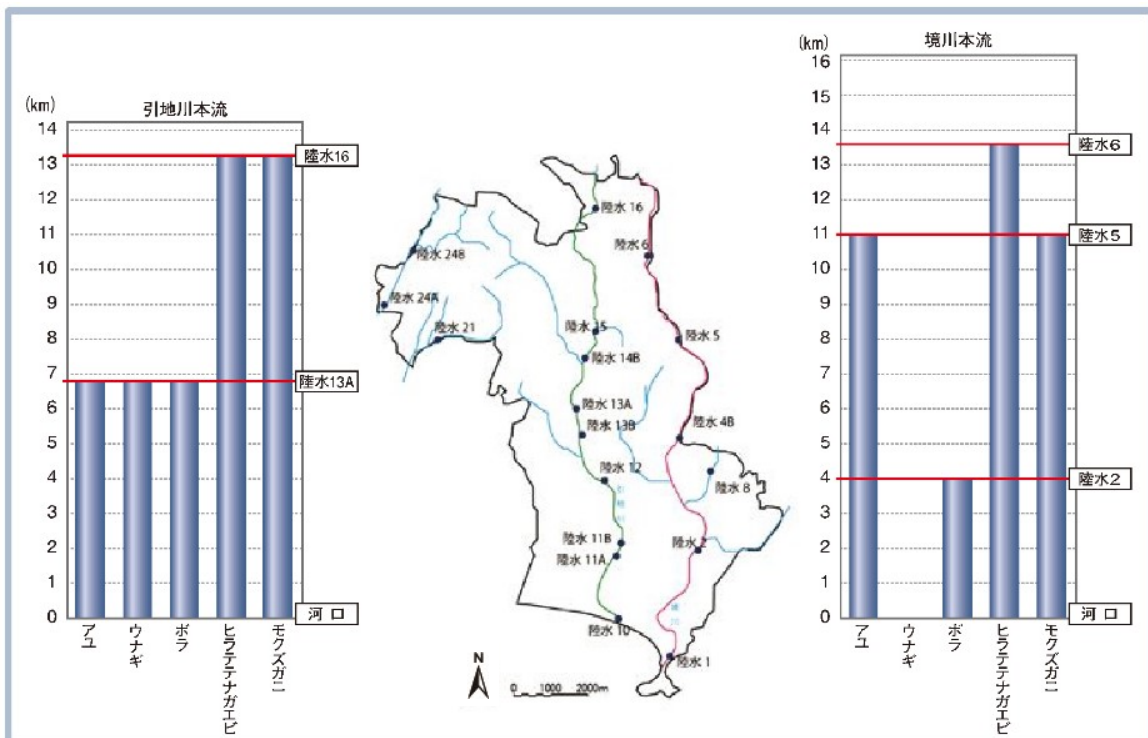 引地川本流
(km)
14
13
12
11
10
9
8
7
6
5
4
3
2
1
0
陸水16
陸水13A
河口
アユ
ウナギ
ボラ
ヒラテテナガエビ
モクズガニ
陸水 16
陸水 6
陸水 24B
陸水 24A
陸水 21
陸水 15
陸水 5
陸水 14B
陸水 13A
陸水 13B
陸水 4B
陸水 12
陸水 8
引地川
陸水 11B
陸水 2
陸水 11A
境川
陸水 10
陸水 1
N
0 1000 2000m
境川本流
(km)
16
15
14
13
12
11
10
9
8
7
6
5
4
3
2
1
0
陸水6
陸水5
陸水2
河口
アユ
ウナギ
ボラ
ヒラテテナガエビ
モクズガニ